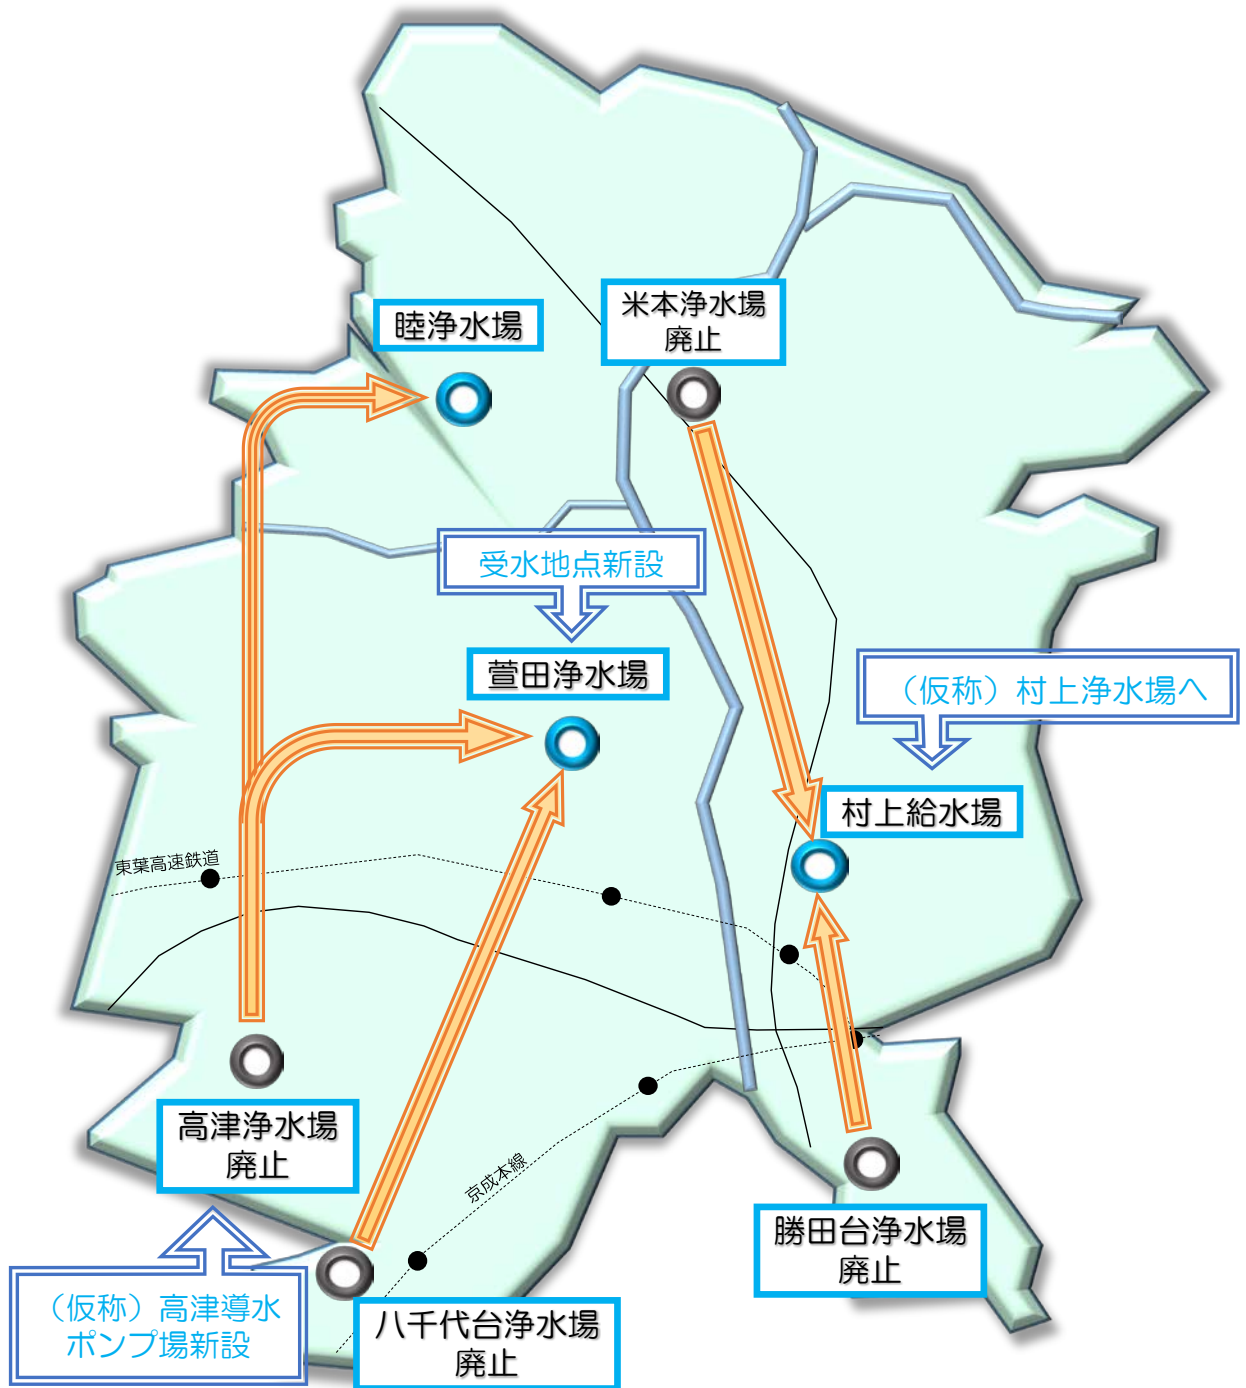 米本浄水場
廃止
睦浄水場
受水地点新設
萱田浄水場
（仮称）村上浄水場へ
村上給水場
東葉高速鉄道
高津浄水場
廃止
京成本線
勝田台浄水場
廃止
（仮称）高津導水
ポンプ場新設
八千代台浄水場
廃止